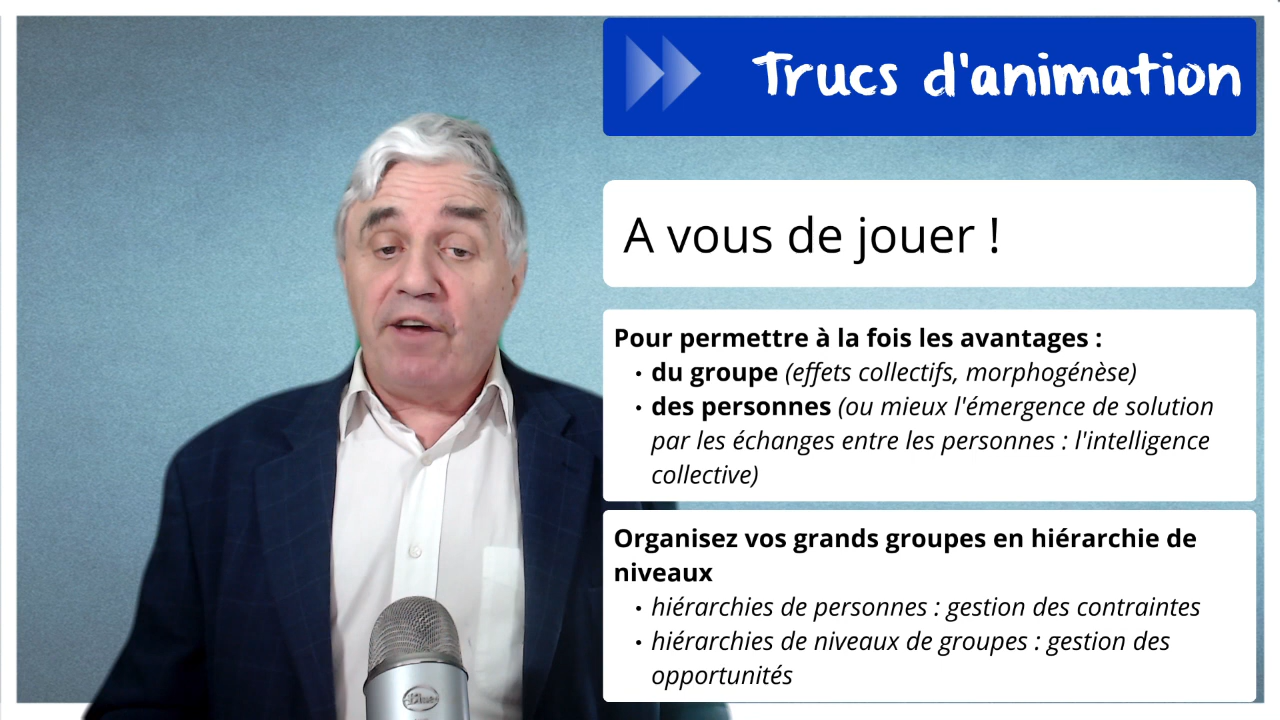 Trucs d'animation
A vous de jouer !
Pour permettre à la fois les avantages :
• du groupe (effets collectifs, morphogénèse)
• des personnes (ou mieux l'émergence de solution
par les échanges entre les personnes : l'intelligence
collective)
Organisez vos grands groupes en hiérarchie de
niveaux
• hiérarchies de personnes : gestion des contraintes
• hiérarchies de niveaux de groupes : gestion des
opportunités